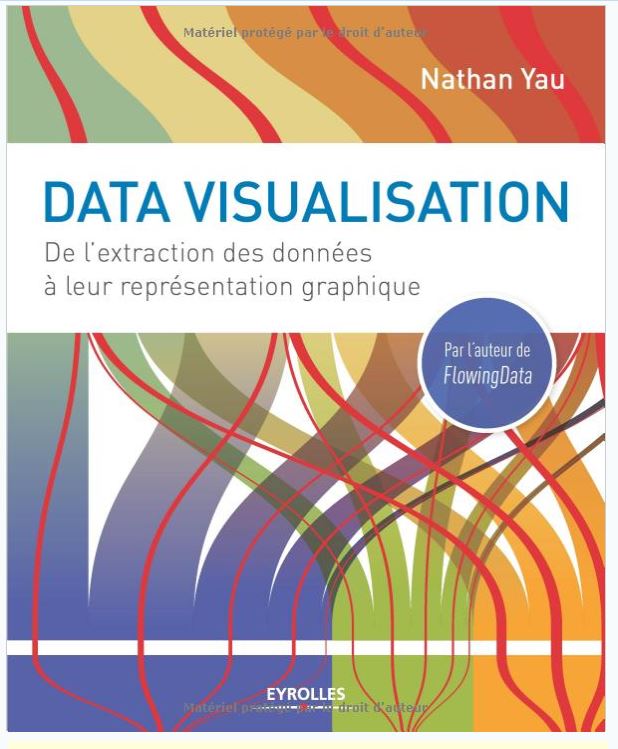 Matériel protégé par le droit d'auteur
Nathan Yau
DATA VISUALISATION
De l'extraction des données
à leur représentation graphique
Par l'auteur de
FlowingData
EYROLLES
Matériel protégé par le droit d'auteur